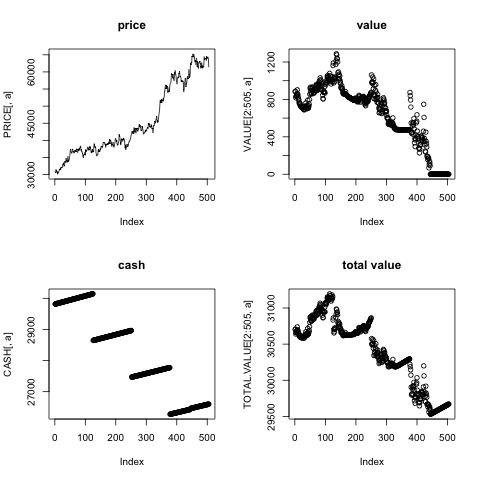 price
PRICE[, a]
30000 45000 60000
0 100 200 300 400 500
Index
value
VALUE[2:505, a]
0 400 800 1200
0 100 200 300 400 500
Index
cash
CASH[, a]
27000 29000
0 100 200 300 400 500
Index
total value
TOTAL.VALUE[2:505, a]
29500 30000 30500 31000
0 100 200 300 400 500
Index